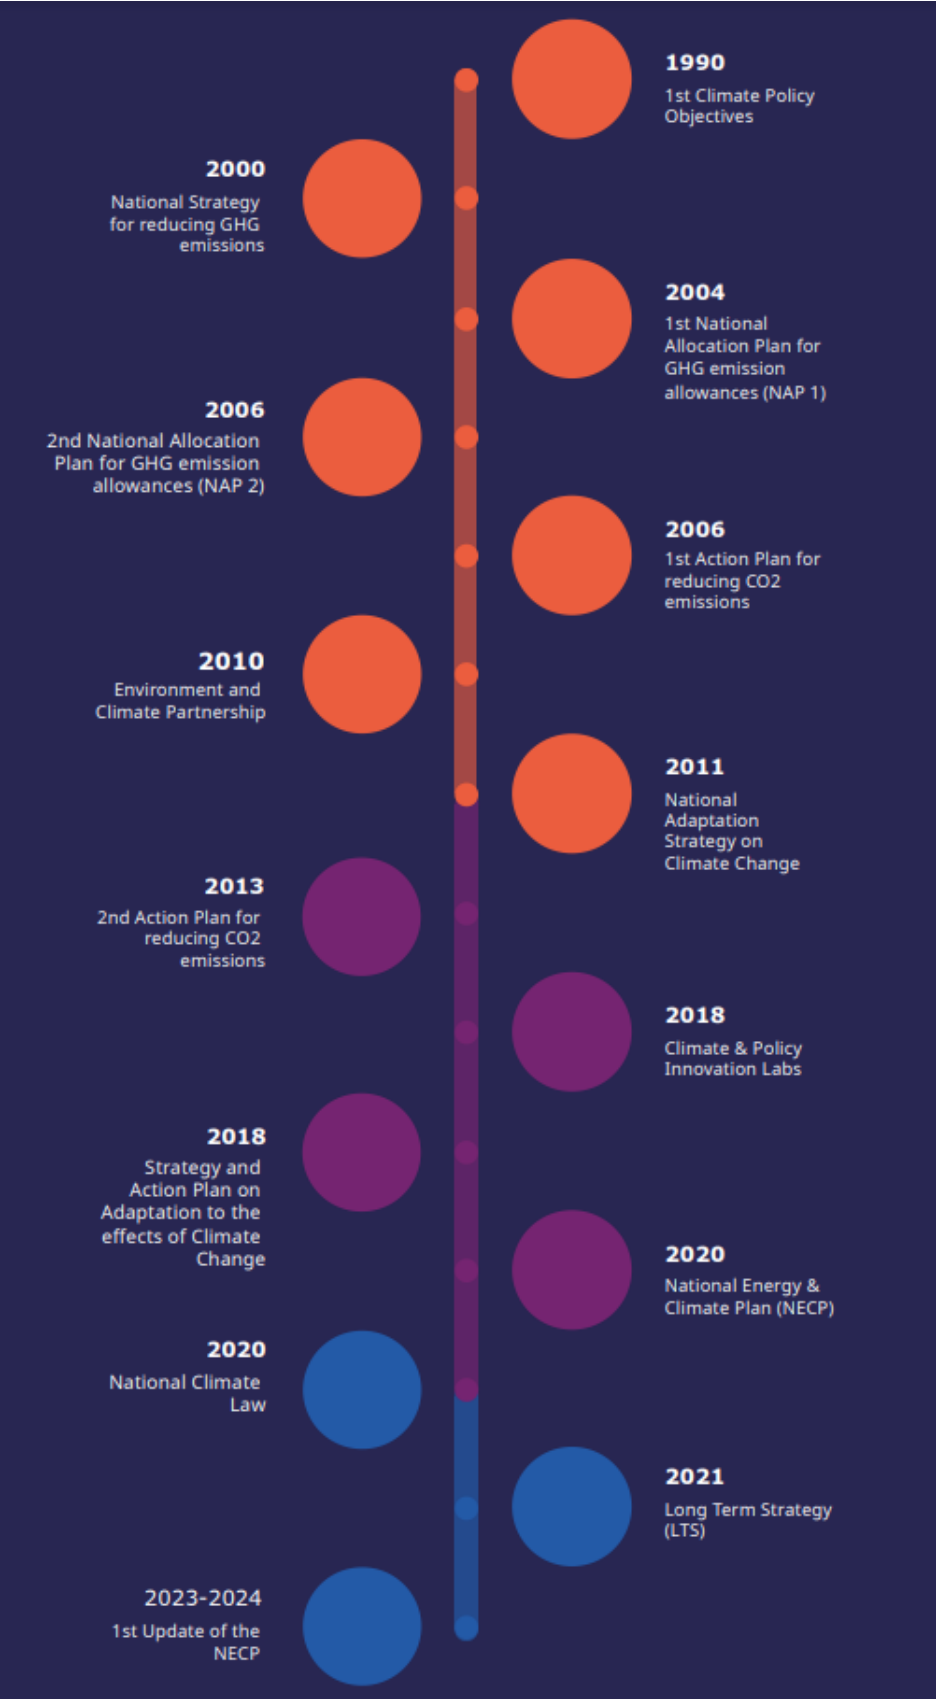 1990
1st Climate Policy
Objectives
2000
National Strategy
for reducing GHG
emissions
2004
1st National
Allocation Plan for
GHG emission
allowances (NAP 1)
2006
2nd National Allocation
Plan for GHG emission
allowances (NAP 2)
2006
1st Action Plan for
reducing CO2
emissions
2010
Environment and
Climate Partnership
2011
National
Adaptation
Strategy on
Climate Change
2013
2nd Action Plan for
reducing CO2
emissions
2018
Climate & Policy
Innovation Labs
2018
Strategy and
Action Plan on
Adaptation to the
effects of Climate
Change
2020
National Energy &
Climate Plan (NECP)
2020
National Climate
Law
2021
Long Term Strategy
(LTS)
2023-2024
1st Update of the
NECP